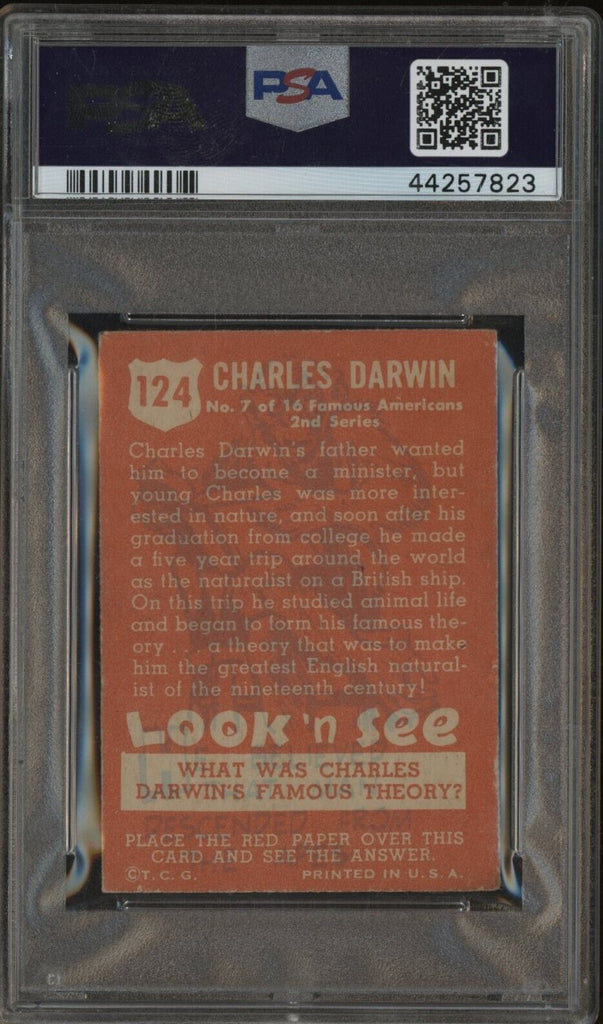 PSA
PSA
44257823
124
CHARLES DARWIN
No. 7 of 16 Famous Americans
2nd Series
Charles Darwin's father wanted
him to become a minister, but
young Charles was more inter-
ested in nature, and soon after his
graduation from college he made
a five year trip around the world
as the naturalist on a British ship.
On this trip he studied animal life
and began to form his famous the-
ory . . . a theory that was to make
him the greatest English natural-
ist of the nineteenth century!
LOOK 'n See
WHAT WAS CHARLES
DARWIN'S FAMOUS THEORY?
PLACE THE RED PAPER OVER THIS
CARD AND SEE THE ANSWER.
©T. C. G. PRINTED IN U. S. A.